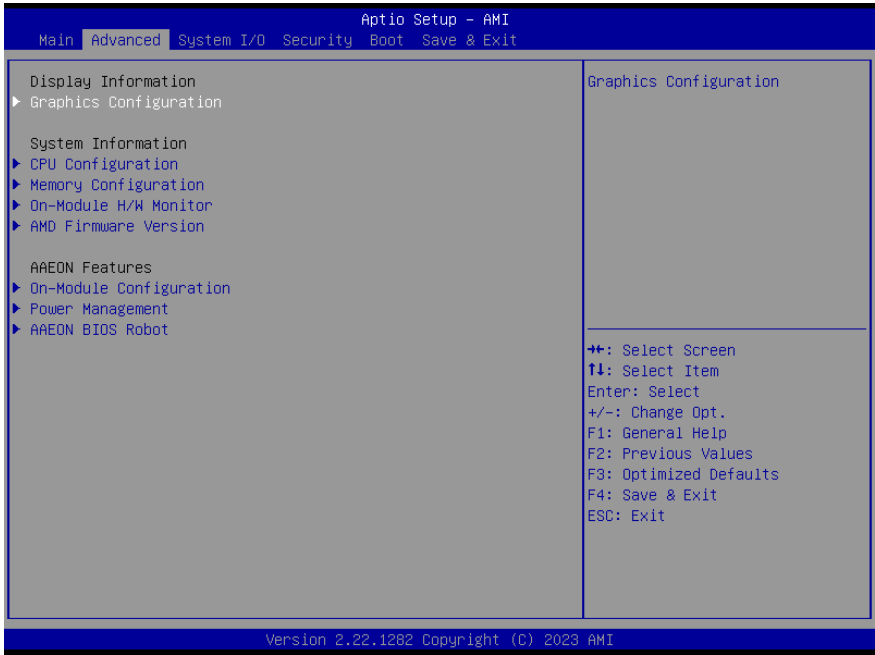 Aptio Setup – AMI
Main Advanced System I/O Security Boot Save & Exit
Display Information
Graphics Configuration
System Information
CPU Configuration
Memory Configuration
On-Module H/W Monitor
AMD Firmware Version
AAEON Features
On-Module Configuration
Power Management
AAEON BIOS Robot
Graphics Configuration
→←: Select Screen
↑↓: Select Item
Enter: Select
+/-: Change Opt.
F1: General Help
F2: Previous Values
F3: Optimized Defaults
F4: Save & Exit
ESC: Exit
Version 2.22.1282 Copyright (C) 2023 AMI